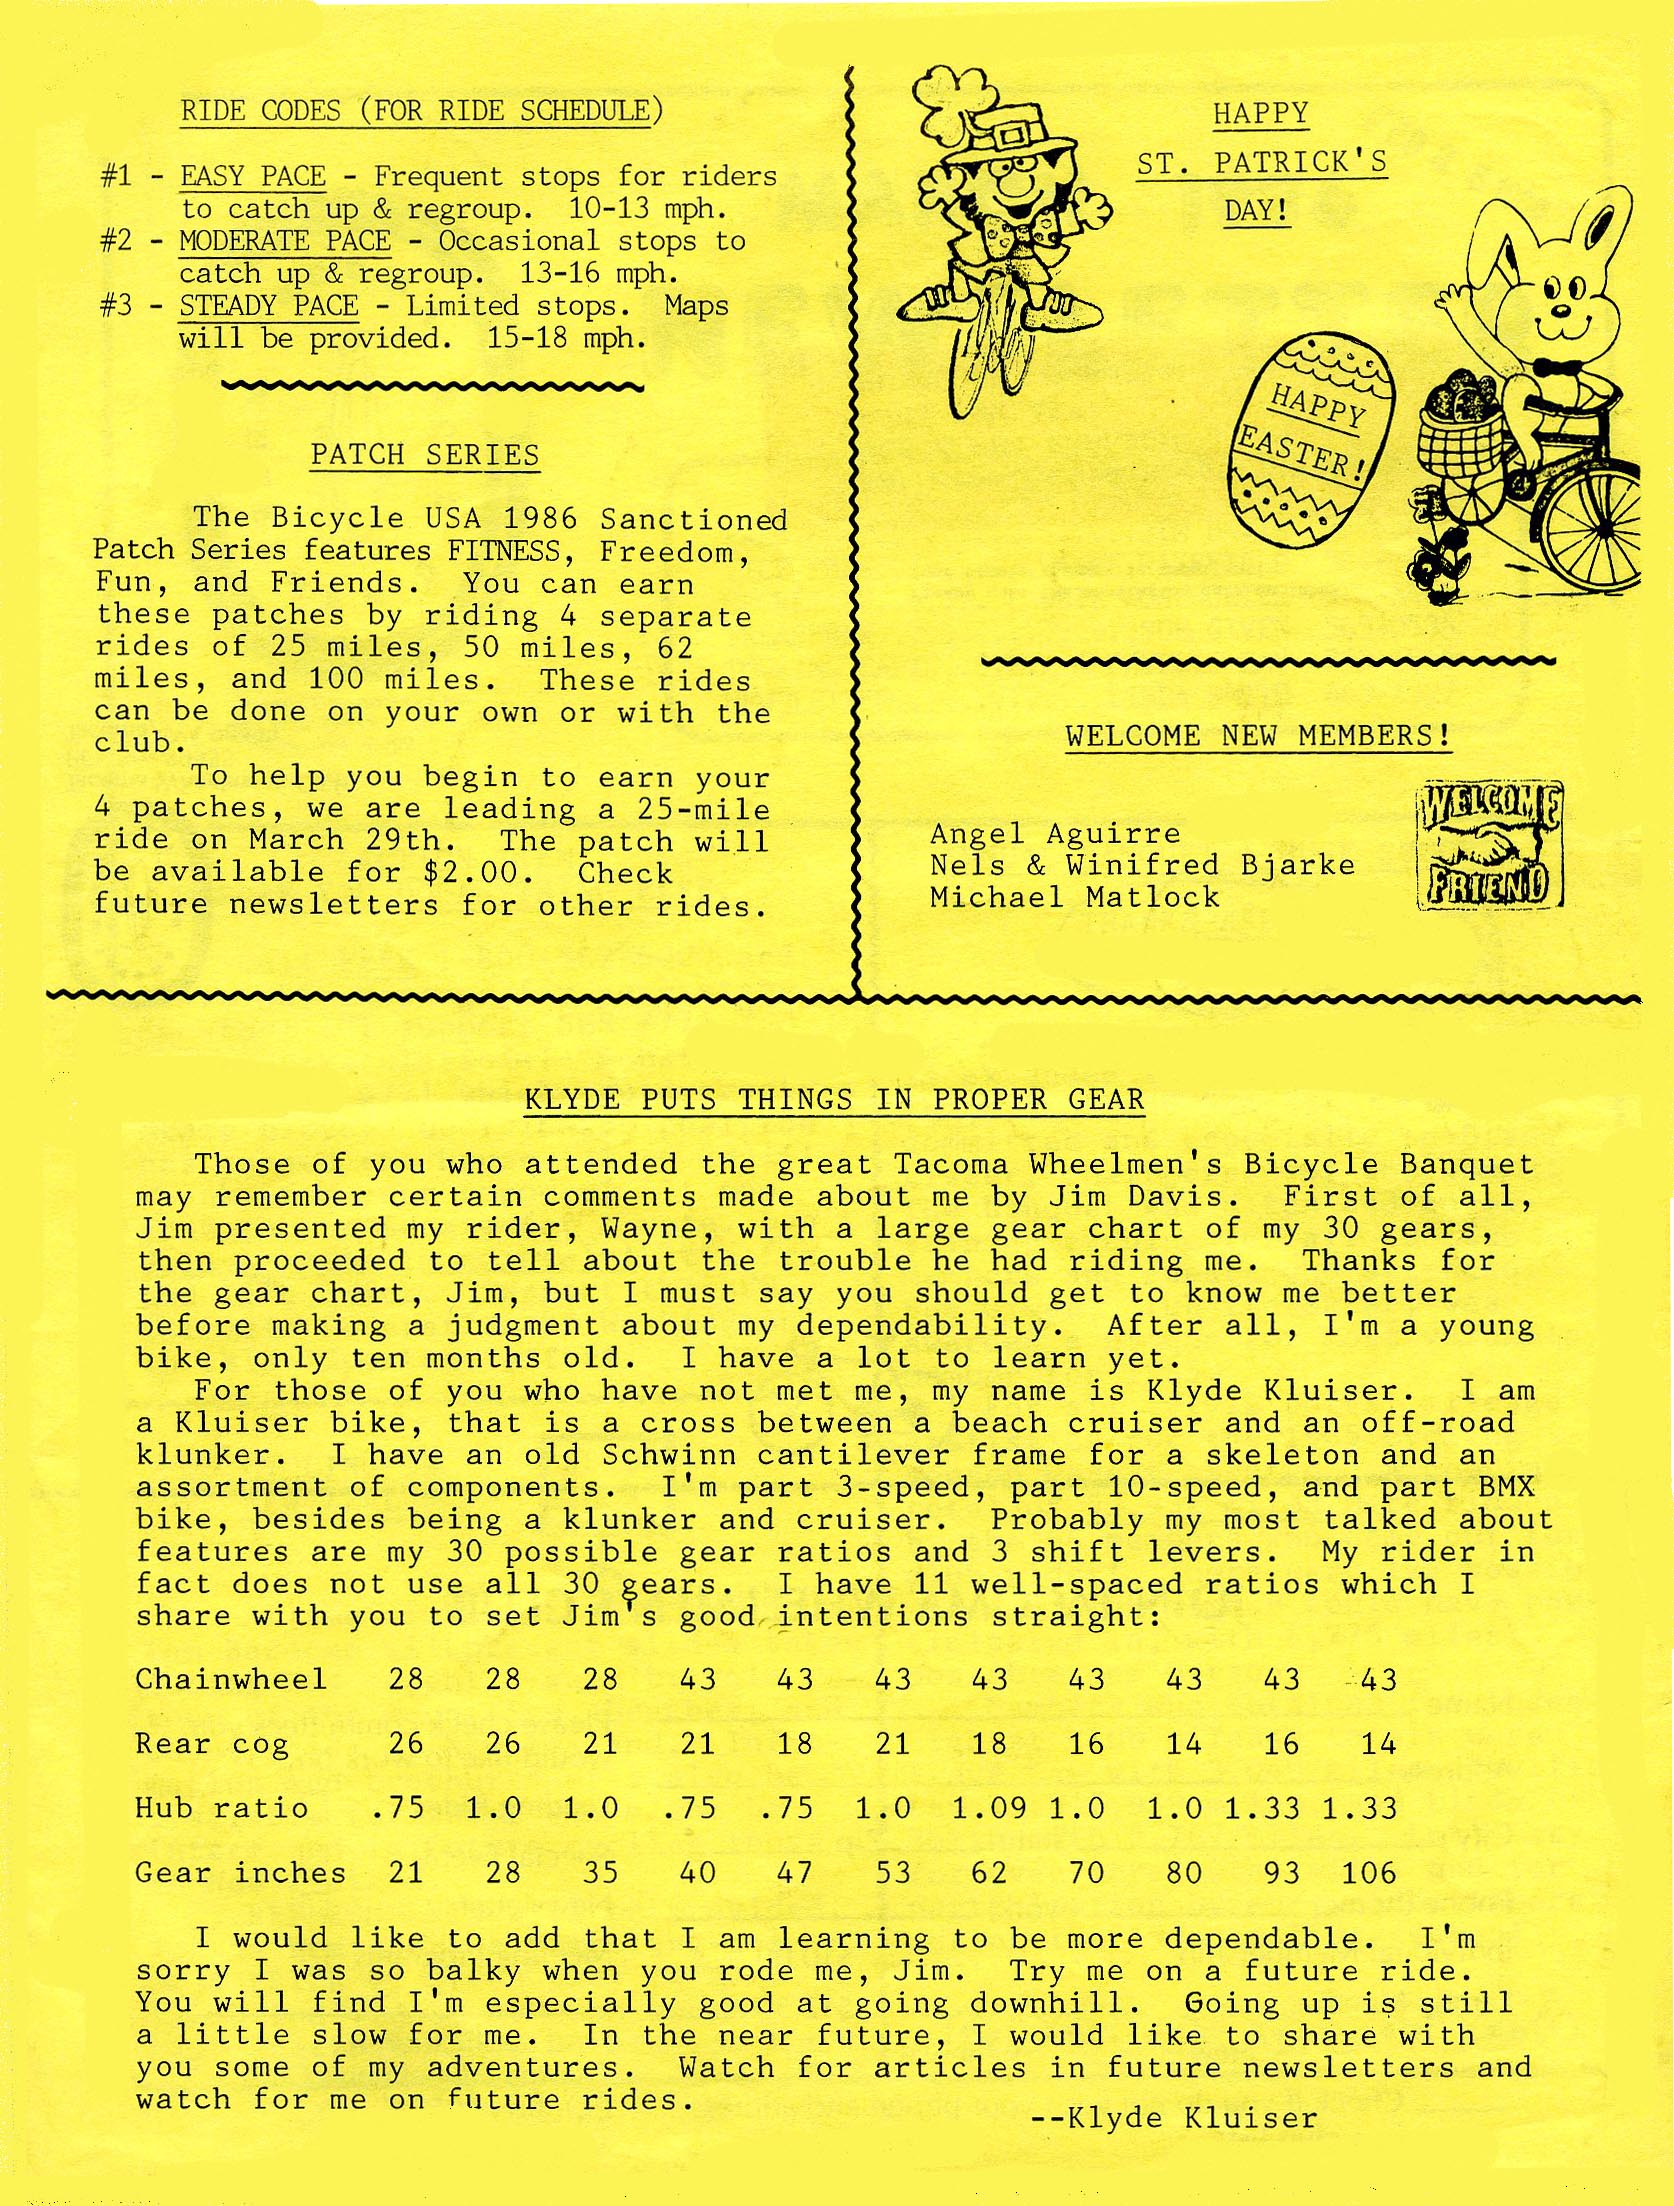 RIDE CODES (FOR RIDE SCHEDULE)
#1 - EASY PACE - Frequent stops for riders
to catch up & regroup. 10-13 mph.
#2 - MODERATE PACE - Occasional stops to
catch up & regroup. 13-16 mph.
#3 - STEADY PACE - Limited stops. Maps
will be provided. 15-18 mph.
PATCH SERIES
The Bicycle USA 1986 Sanctioned
Patch Series features FITNESS, Freedom,
Fun, and Friends. You can earn
these patches by riding 4 separate
rides of 25 miles, 50 miles, 62
miles, and 100 miles. These rides
can be done on your own or with the
club.
To help you begin to earn your
4 patches, we are leading a 25-mile
ride on March 29th. The patch will
be available for $2.00. Check
future newsletters for other rides.
HAPPY
ST. PATRICK'S
DAY!
HAPPY
EASTER!
WELCOME NEW MEMBERS!
Angel Aguirre
Nels & Winifred Bjarke
Michael Matlock
WELCOME
FRIEND
KLYDE PUTS THINGS IN PROPER GEAR
Those of you who attended the great Tacoma Wheelmen's Bicycle Banquet
may remember certain comments made about me by Jim Davis. First of all,
Jim presented my rider, Wayne, with a large gear chart of my 30 gears,
then proceeded to tell about the trouble he had riding me. Thanks for
the gear chart, Jim, but I must say you should get to know me better
before making a judgment about my dependability. After all, I'm a young
bike, only ten months old. I have a lot to learn yet.
For those of you who have not met me, my name is Klyde Kluiser. I am
a Kluiser bike, that is a cross between a beach cruiser and an off-road
klunker. I have an old Schwinn cantilever frame for a skeleton and an
assortment of components. I'm part 3-speed, part 10-speed, and part BMX
bike, besides being a klunker and cruiser. Probably my most talked about
features are my 30 possible gear ratios and 3 shift levers. My rider in
fact does not use all 30 gears. I have 11 well-spaced ratios which I
share with you to set Jim's good intentions straight:
Chainwheel 28 28 28 43 43 43 43 43 43 43 43
Rear cog 26 26 21 21 18 21 18 16 14 16 14
Hub ratio .75 1.0 1.0 .75 .75 1.0 1.09 1.0 1.0 1.33 1.33
Gear inches 21 28 35 40 47 53 62 70 80 93 106
I would like to add that I am learning to be more dependable. I'm
sorry I was so balky when you rode me, Jim. Try me on a future ride.
You will find I'm especially good at going downhill. Going up is still
a little slow for me. In the near future, I would like to share with
you some of my adventures. Watch for articles in future newsletters and
watch for me on future rides.
--Klyde Kluiser